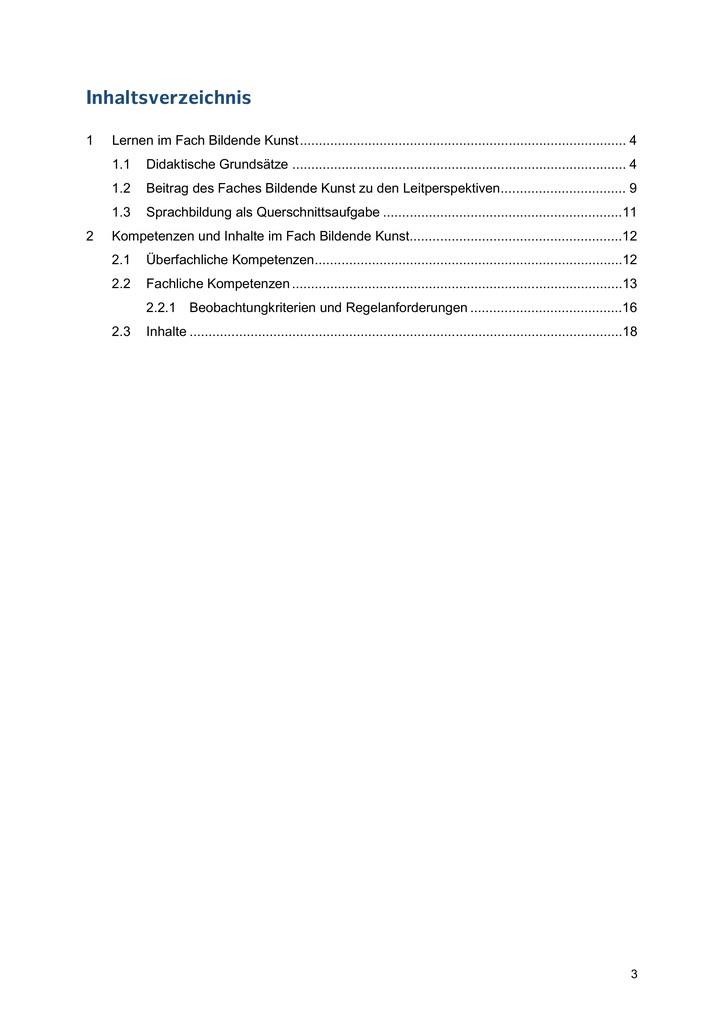 Inhaltsverzeichnis
1 Lernen im Fach Bildende Kunst ........................................................................................ 4
1.1 Didaktische Grundsätze ......................................................................................... 4
1.2 Beitrag des Faches Bildende Kunst zu den Leitperspektiven ................................. 9
1.3 Sprachbildung als Querschnittsaufgabe ............................................................... 11
2 Kompetenzen und Inhalte im Fach Bildende Kunst ........................................................ 12
2.1 Überfachliche Kompetenzen ................................................................................. 12
2.2 Fachliche Kompetenzen ....................................................................................... 13
2.2.1 Beobachtungkriterien und Regelanforderungen ........................................ 16
2.3 Inhalte .................................................................................................................. 18
3